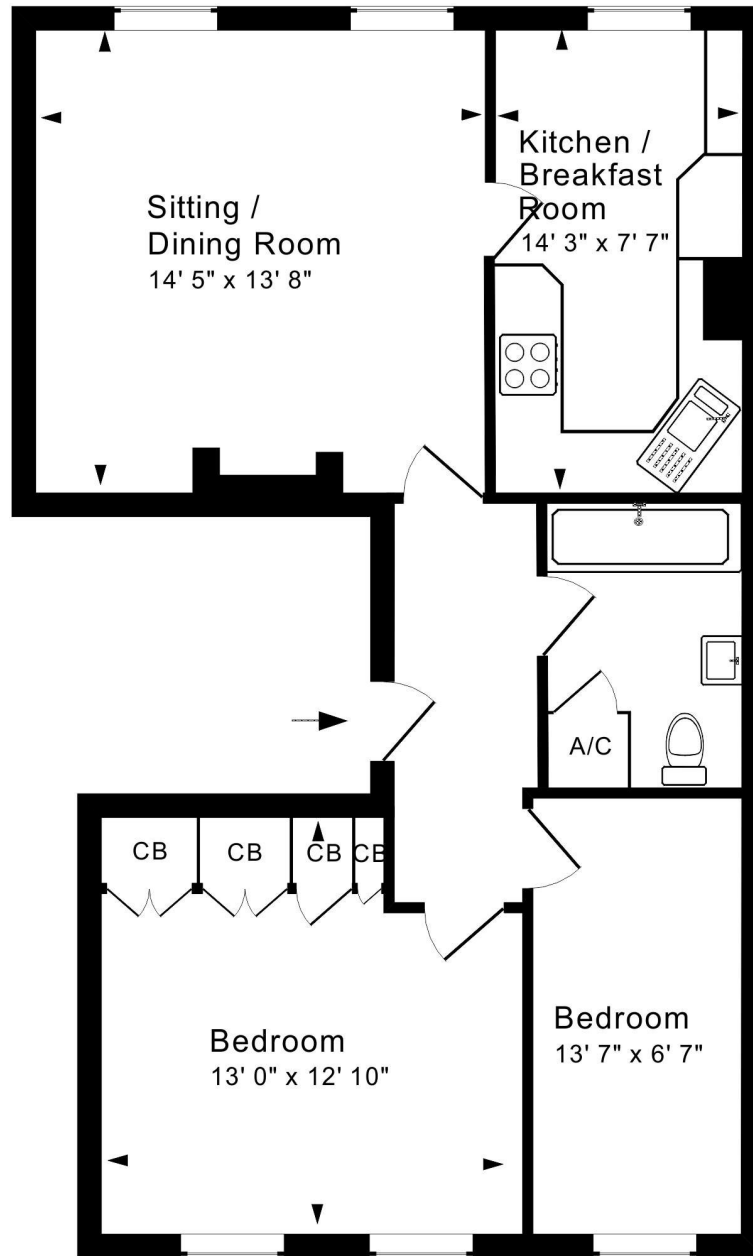 Sitting /
Dining Room
14' 5" x 13' 8"
Kitchen /
Breakfast
Room
14' 3" x 7' 7"
A/C
CB
CB
CB
CB
Bedroom
13' 0" x 12' 10"
Bedroom
13' 7" x 6' 7"